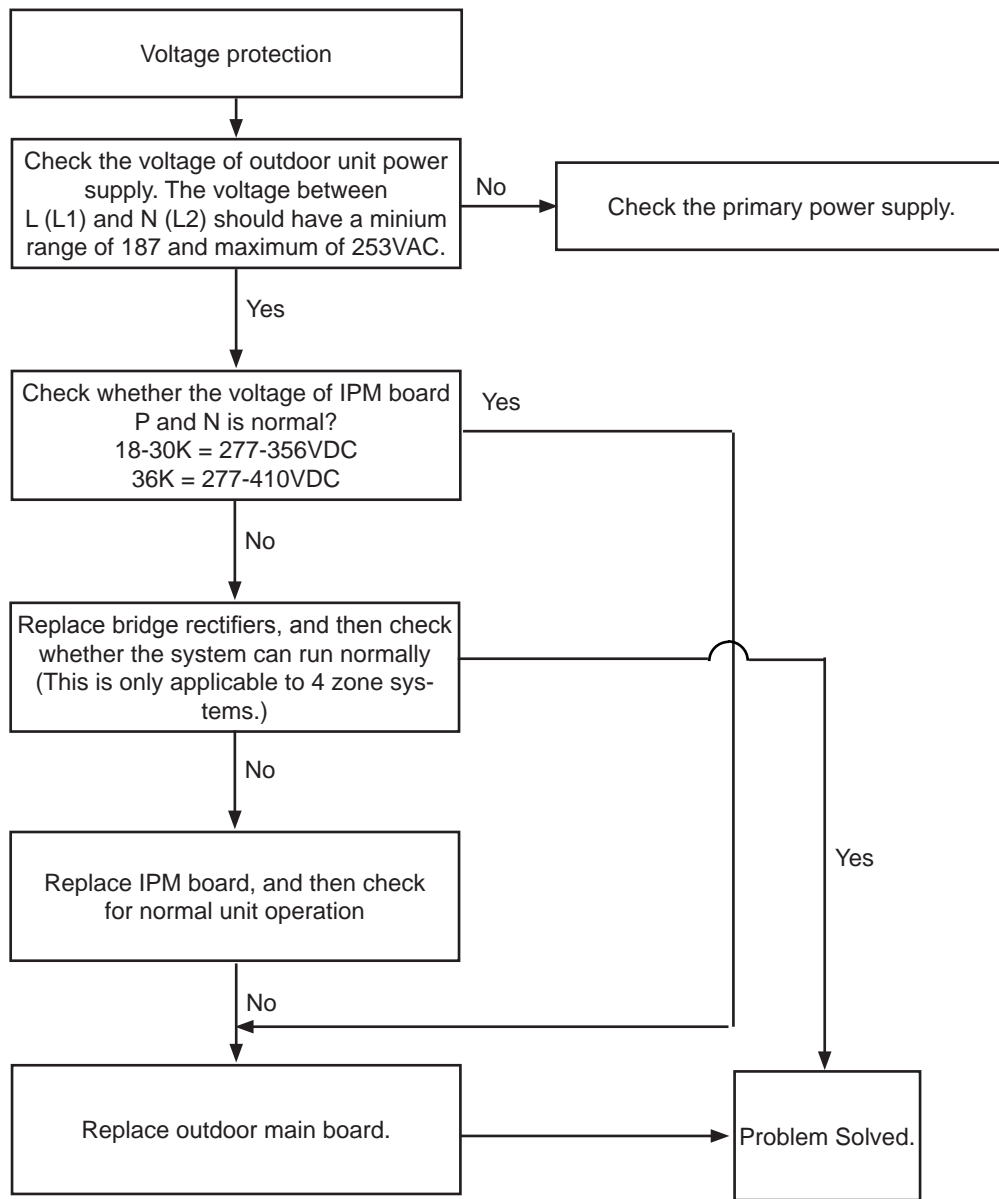 Voltage protection
Check the voltage of outdoor unit power
supply. The voltage between
L (L1) and N (L2) should have a minium
range of 187 and maximum of 253VAC.
No
Check the primary power supply.
Yes
Check whether the voltage of IPM board
P and N is normal?
18-30K = 277-356VDC
36K = 277-410VDC
Yes
No
Replace bridge rectifiers, and then check
whether the system can run normally
(This is only applicable to 4 zone sys-
tems.)
No
Yes
Replace IPM board, and then check
for normal unit operation
No
Replace outdoor main board.
Problem Solved.